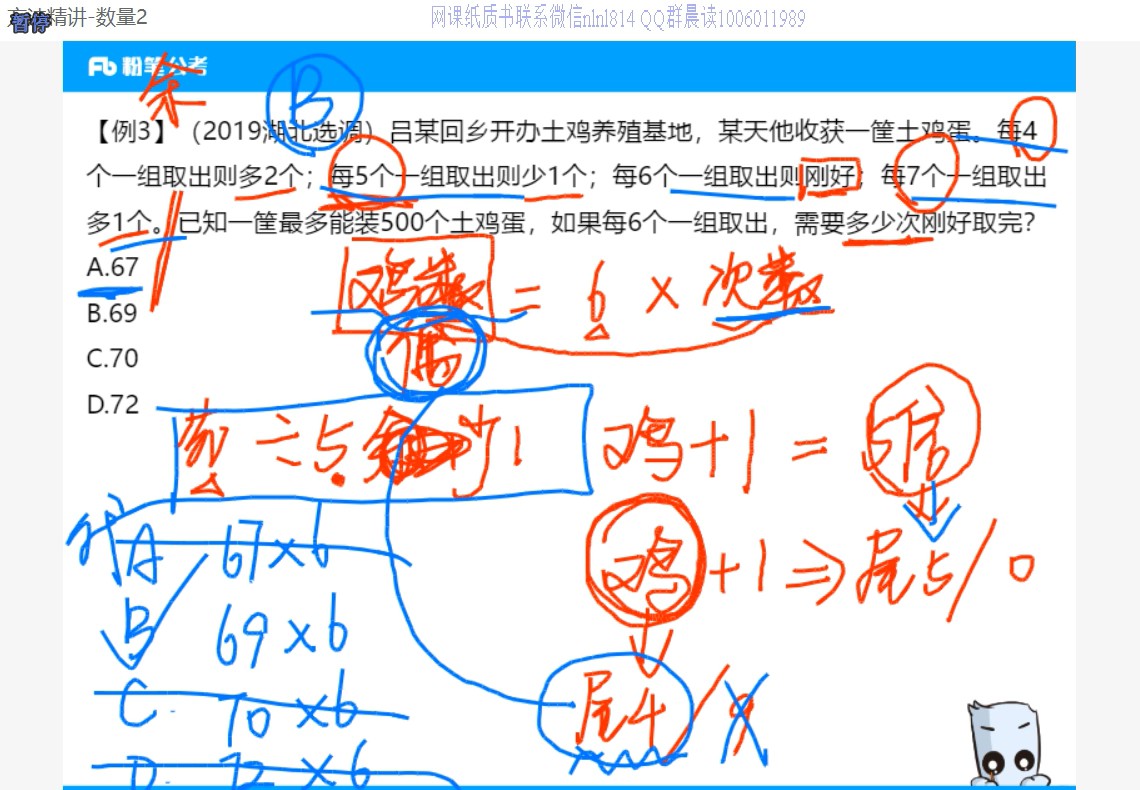 方法精讲-数量2
暂停
网课纸质书联系微信nlnl814 QQ群晨读1006011989
Fb 粉笔公考
余
B
【例3】（2019湖北选调）吕某回乡开办土鸡养殖基地，某天他收获一筐土鸡蛋。每4
个一组取出则多2个；每5个一组取出则少1个；每6个一组取出则刚好；每7个一组取出
多1个。已知一筐最多能装500个土鸡蛋，如果每6个一组取出，需要多少次刚好取完?
A.67
B.69
C.70
D.72
鸡蛋数 = 6 × 次数
偶
÷5 少1
鸡+1 = 5倍
鸡+1 ⇒ 尾5/0
尾4/9
A 67×6
B 69×6
C 70×6
D 72×6